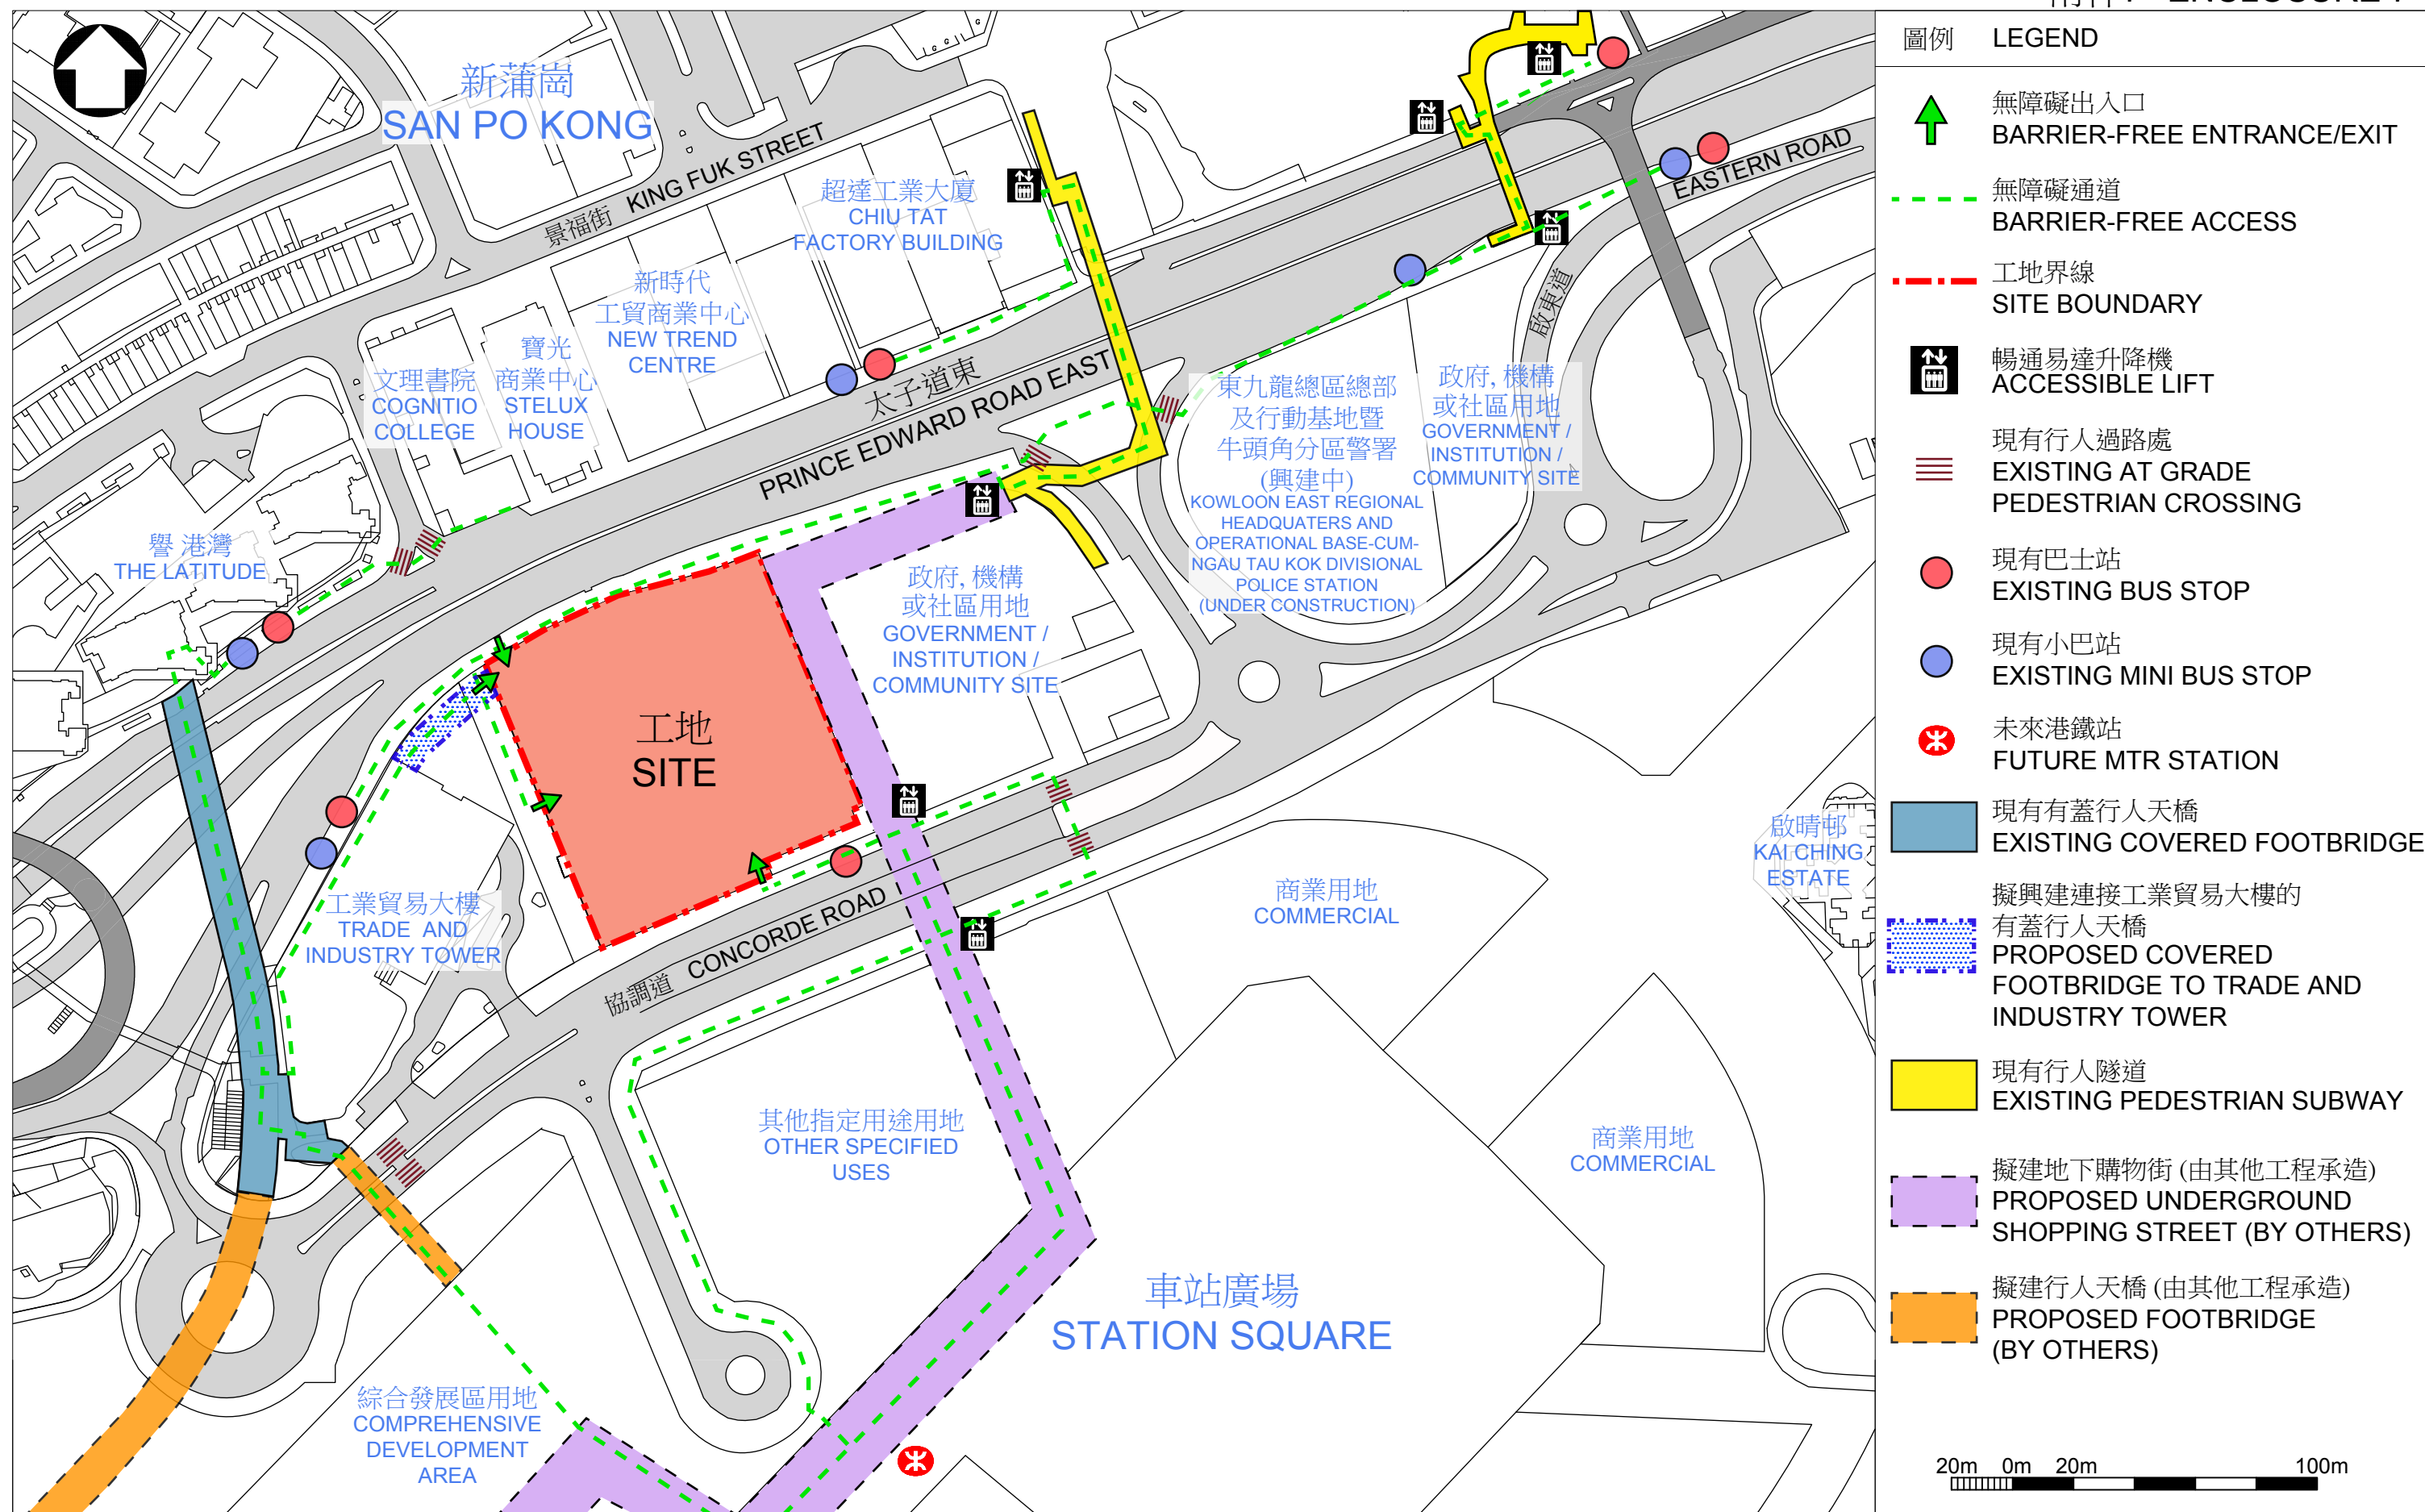 新蒲崗
SAN PO KONG
景福街 KING FUK STREET
超達工業大廈
CHIU TAT
FACTORY BUILDING
新時代
工貿商業中心
NEW TREND
CENTRE
寶光
商業中心
STELUX
HOUSE
文理書院
COGNITIO
COLLEGE
太子道東
PRINCE EDWARD ROAD EAST
EASTERN ROAD
啟東道
東九龍總區總部
及行動基地暨
牛頭角分區警署
(興建中)
KOWLOON EAST REGIONAL
HEADQUATERS AND
OPERATIONAL BASE-CUM-
NGAU TAU KOK DIVISIONAL
POLICE STATION
(UNDER CONSTRUCTION)
政府, 機構
或社區用地
GOVERNMENT /
INSTITUTION /
COMMUNITY SITE
譽 港灣
THE LATITUDE
政府, 機構
或社區用地
GOVERNMENT /
INSTITUTION /
COMMUNITY SITE
工地
SITE
工業貿易大樓
TRADE AND
INDUSTRY TOWER
協調道 CONCORDE ROAD
商業用地
COMMERCIAL
啟晴邨
KAI CHING
ESTATE
其他指定用途用地
OTHER SPECIFIED
USES
商業用地
COMMERCIAL
車站廣場
STATION SQUARE
綜合發展區用地
COMPREHENSIVE
DEVELOPMENT
AREA
圖例 LEGEND
無障礙出入口
BARRIER-FREE ENTRANCE/EXIT
無障礙通道
BARRIER-FREE ACCESS
工地界線
SITE BOUNDARY
暢通易達升降機
ACCESSIBLE LIFT
現有行人過路處
EXISTING AT GRADE
PEDESTRIAN CROSSING
現有巴士站
EXISTING BUS STOP
現有小巴站
EXISTING MINI BUS STOP
未來港鐵站
FUTURE MTR STATION
現有有蓋行人天橋
EXISTING COVERED FOOTBRIDGE
擬興建連接工業貿易大樓的
有蓋行人天橋
PROPOSED COVERED
FOOTBRIDGE TO TRADE AND
INDUSTRY TOWER
現有行人隧道
EXISTING PEDESTRIAN SUBWAY
擬建地下購物街 (由其他工程承造)
PROPOSED UNDERGROUND
SHOPPING STREET (BY OTHERS)
擬建行人天橋 (由其他工程承造)
PROPOSED FOOTBRIDGE
(BY OTHERS)
20m 0m 20m 100m